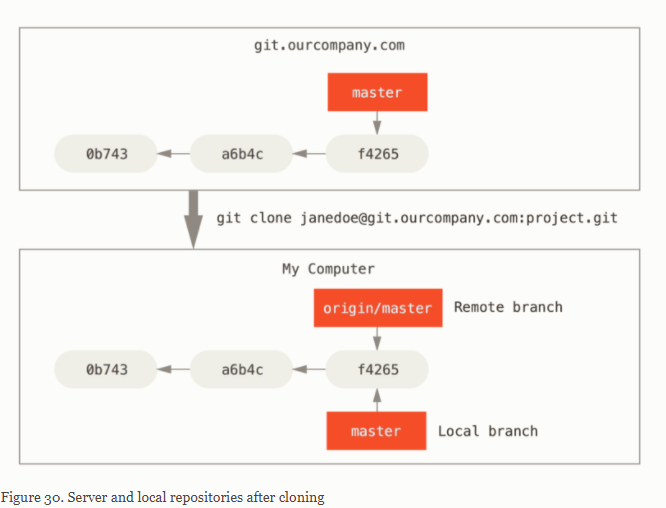 git.ourcompany.com
master
0b743 a6b4c f4265
git clone janedoe@git.ourcompany.com:project.git
My Computer
origin/master Remote branch
0b743 a6b4c f4265
master Local branch
Figure 30. Server and local repositories after cloning